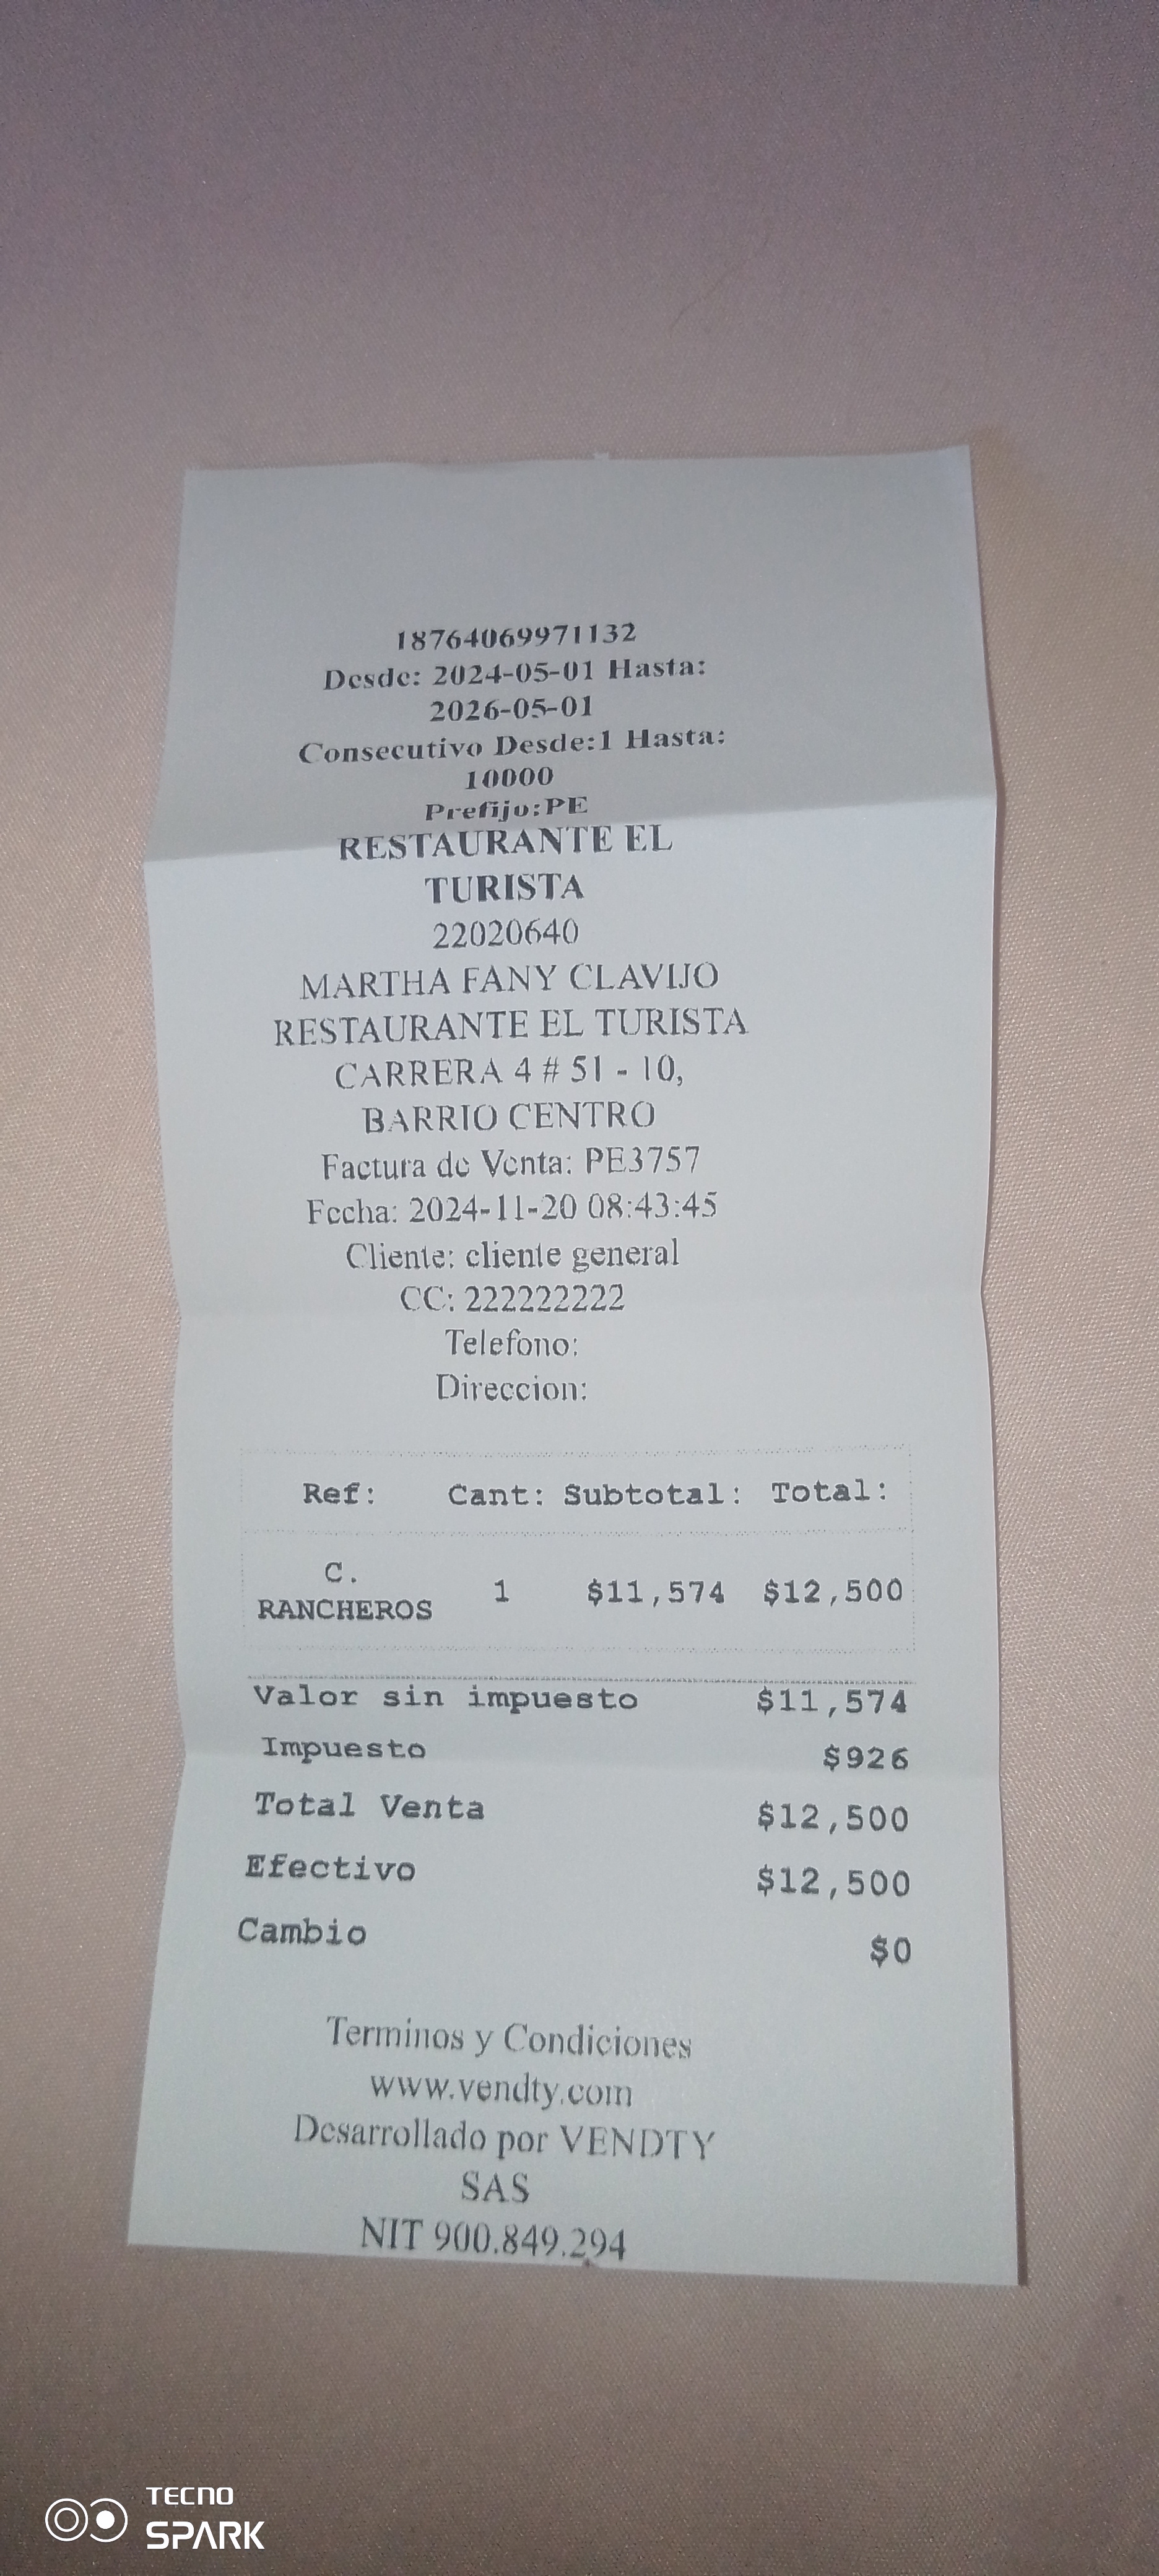 18764069971132
Desde: 2024-05-01 Hasta:
2026-05-01
Consecutivo Desde:1 Hasta:
10000
Prefijo:PE
RESTAURANTE EL
TURISTA
22020640
MARTHA FANY CLAVIJO
RESTAURANTE EL TURISTA
CARRERA 4 # 51 - 10,
BARRIO CENTRO
Factura de Venta: PE3757
Fecha: 2024-11-20 08:43:45
Cliente: cliente general
CC: 222222222
Telefono:
Direccion:
Ref: Cant: Subtotal: Total:
C.
RANCHEROS 1 $11,574 $12,500
Valor sin impuesto $11,574
Impuesto $926
Total Venta $12,500
Efectivo $12,500
Cambio $0
Terminos y Condiciones
www.vendty.com
Desarrollado por VENDTY
SAS
NIT 900.849.294
TECNO
SPARK